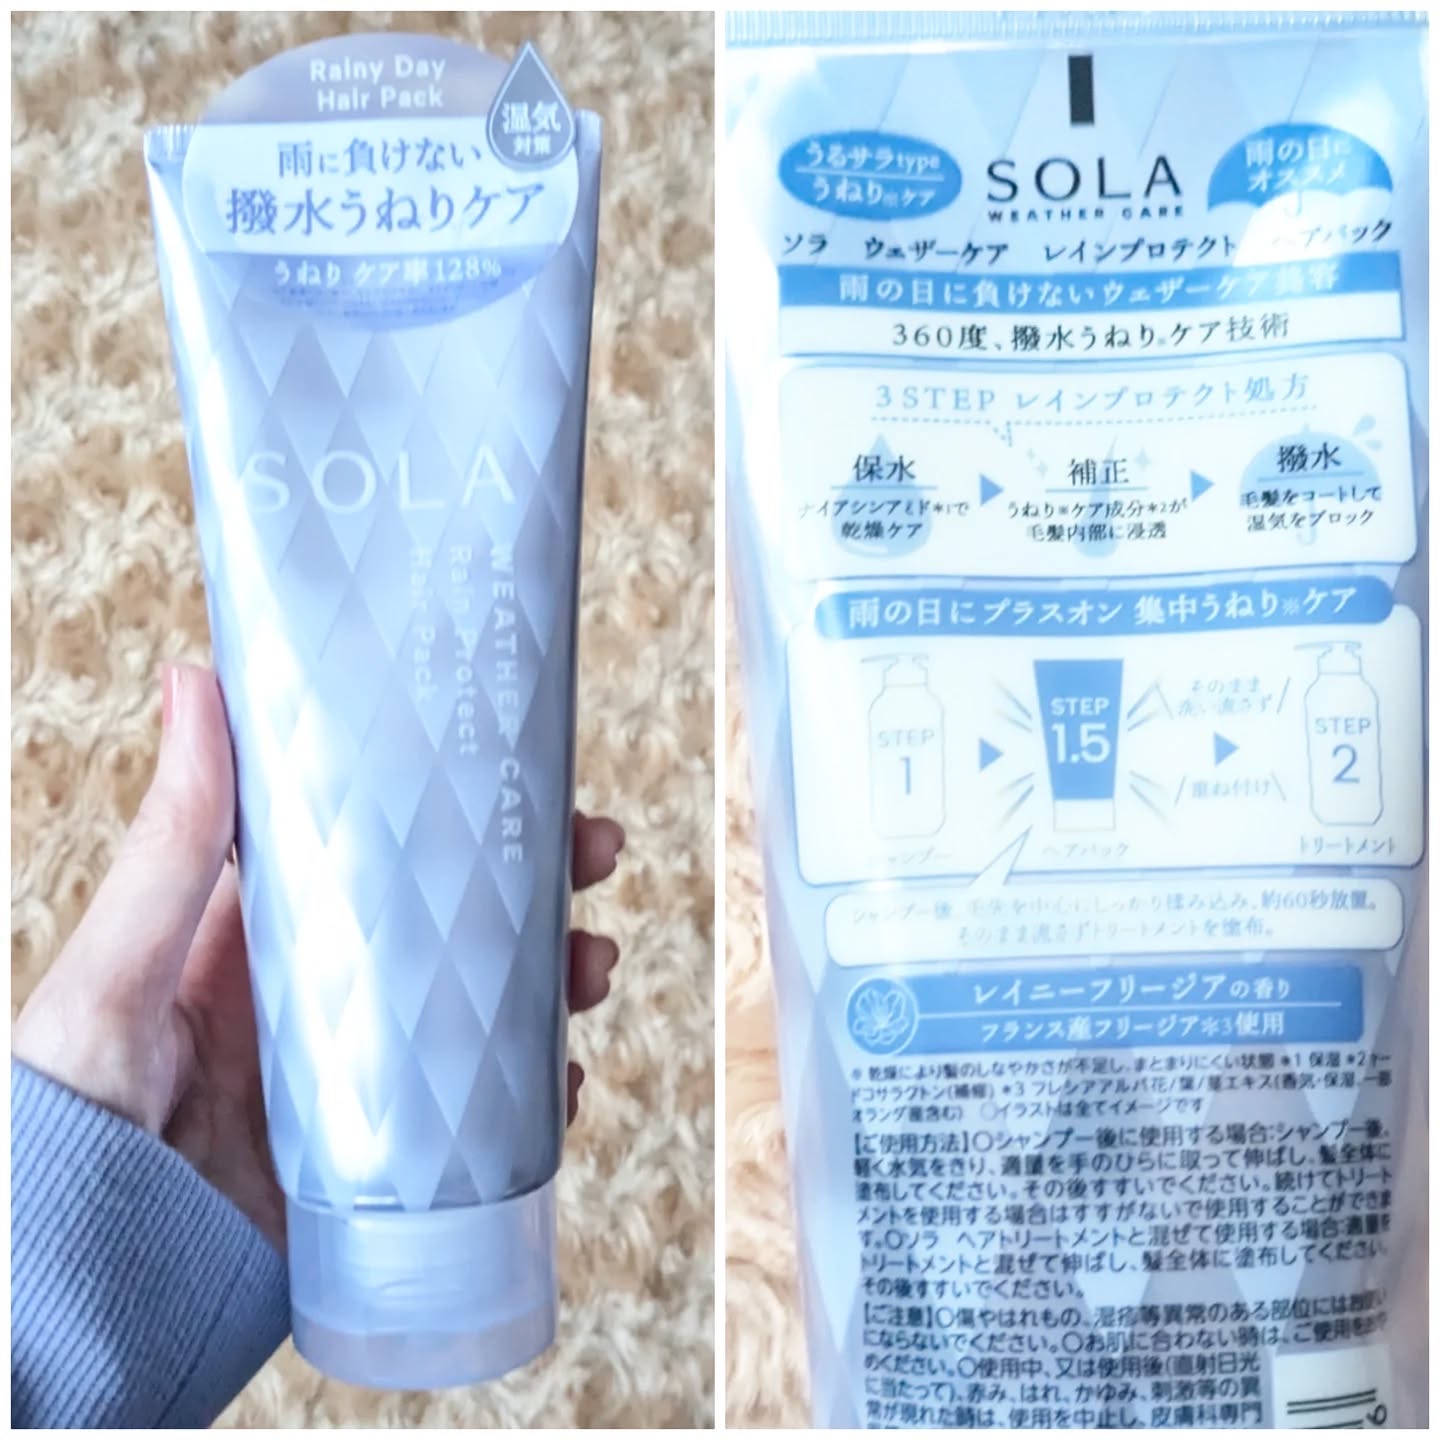 Rainy Day
Hair Pack
湿気
対策
雨に負けない
撥水うねりケア
うねり ケア率128%
SOLA
WEATHER CARE
Rain Protect
Hair Pack
うるサラtype
うねり※ケア
SOLA
WEATHER CARE
雨の日に
オススメ
ソラ ウェザーケア レインプロテクト ヘアパック
雨の日に負けないウェザーケア美容
360度、撥水うねり※ケア技術
3STEP レインプロテクト処方
保水
ナイアシンアミド*1で
乾燥ケア
補正
うねり※ケア成分*2が
毛髪内部に浸透
撥水
毛髪をコートして
湿気をブロック
雨の日にプラスオン 集中うねり※ケア
STEP
1
シャンプー
STEP
1.5
ヘアパック
そのまま
洗い流さず
重ね付け
STEP
2
トリートメント
シャンプー後、毛先を中心にしっかり揉み込み、約60秒放置。
そのまま流さずトリートメントを塗布。
レイニーフリージアの香り
フランス産フリージア*3使用
※ 乾燥により髪のしなやかさが不足し、まとまりにくい状態 *1 保湿 *2 γー
ドコサラクトン(補修) *3 フレシアアルバ花/葉/茎エキス(香気・保湿、一部
オランダ産含む) ○イラストは全てイメージです
【ご使用方法】○シャンプー後に使用する場合:シャンプー後、
軽く水気をきり、適量を手のひらに取って伸ばし、髪全体に
塗布してください。その後すすいでください。続けてトリート
メントを使用する場合はすすがないで使用することができま
す。○ソラ ヘアトリートメントと混ぜて使用する場合:適量を
トリートメントと混ぜて伸ばし、髪全体に塗布してください。
その後すすいでください。
【ご注意】○傷やはれもの、湿疹等異常のある部位にはお使い
にならないでください。○お肌に合わない時は、ご使用をおや
めください。○使用中、又は使用後(直射日光
に当たって)、赤み、はれ、かゆみ、刺激等の異
常が現れた時は、使用を中止し、皮膚科専門